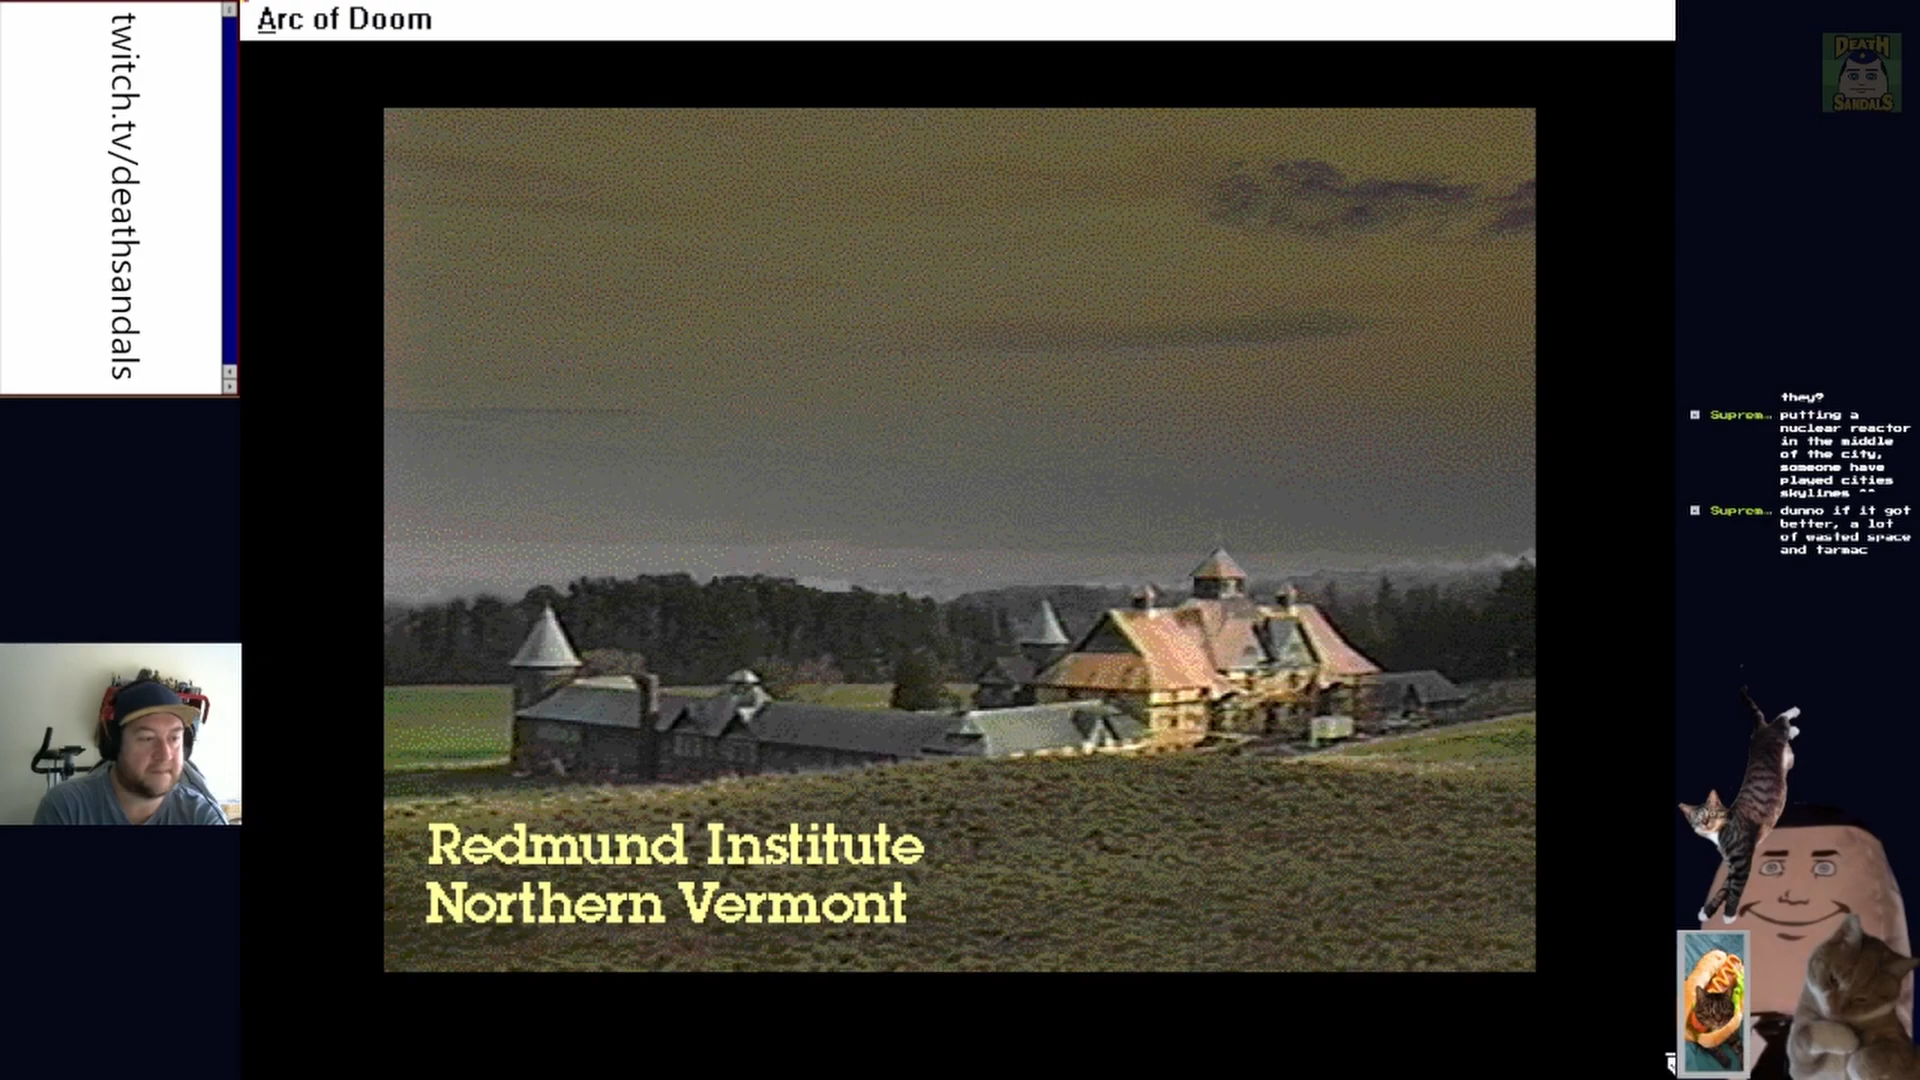 twitch.tv/deathsandals
Arc of Doom
DEATH
SANDALS
they?
Suprem… putting a
nuclear reactor
in the middle
of the city,
someone have
played cities
skylines ^^
Suprem… dunno if it got
better, a lot
of wasted space
and tarmac
Redmund Institute
Northern Vermont